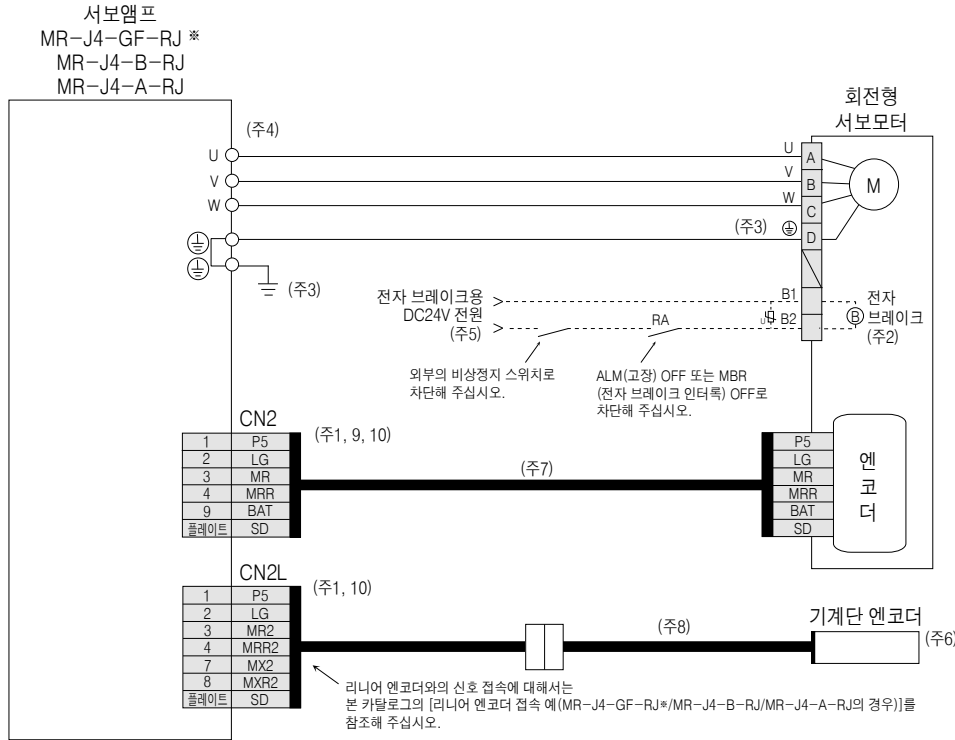 서보앰프
MR-J4-GF-RJ ※
MR-J4-B-RJ
MR-J4-A-RJ
회전형
서보모터
(주4)
U U A
V V B M
W W C
(주3) D
(주3)
전자 브레이크용
DC24V 전원
(주5)
B1
RA U B2 B
전자
브레이크
(주2)
외부의 비상정지 스위치로
차단해 주십시오.
ALM(고장) OFF 또는 MBR
(전자 브레이크 인터록) OFF로
차단해 주십시오.
CN2
(주1, 9, 10)
1 P5
2 LG
3 MR
4 MRR
9 BAT
플레이트 SD
(주7)
P5
LG
MR
MRR
BAT
SD
엔
코
더
CN2L
(주1, 10)
1 P5
2 LG
3 MR2
4 MRR2
7 MX2
8 MXR2
플레이트 SD
(주8)
기계단 엔코더
(주6)
리니어 엔코더와의 신호 접속에 대해서는
본 카탈로그의 [리니어 엔코더 접속 예(MR-J4-GF-RJ※/MR-J4-B-RJ/MR-J4-A-RJ의 경우)]를
참조해 주십시오.